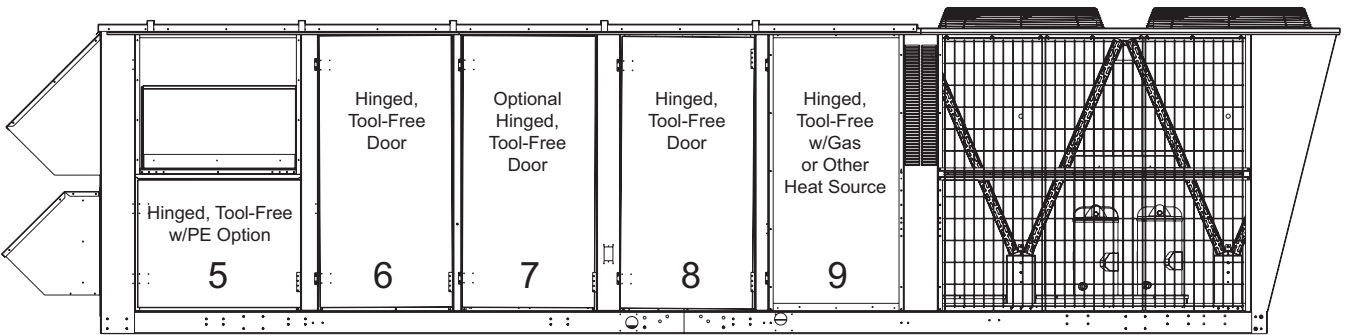 Hinged, Tool-Free
w/PE Option
5
Hinged,
Tool-Free
Door
6
Optional
Hinged,
Tool-Free
Door
7
Hinged,
Tool-Free
Door
8
Hinged,
Tool-Free
w/Gas
or Other
Heat Source
9